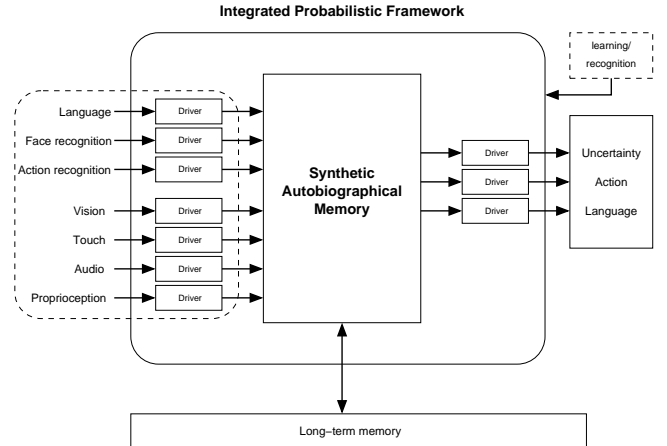 Integrated Probabilistic Framework
learning/
recognition
Language
Driver
Face recognition
Driver
Action recognition
Driver
Vision
Driver
Touch
Driver
Audio
Driver
Proprioception
Driver
Synthetic
Autobiographical
Memory
Driver
Uncertainty
Driver
Action
Driver
Language
Long−term memory